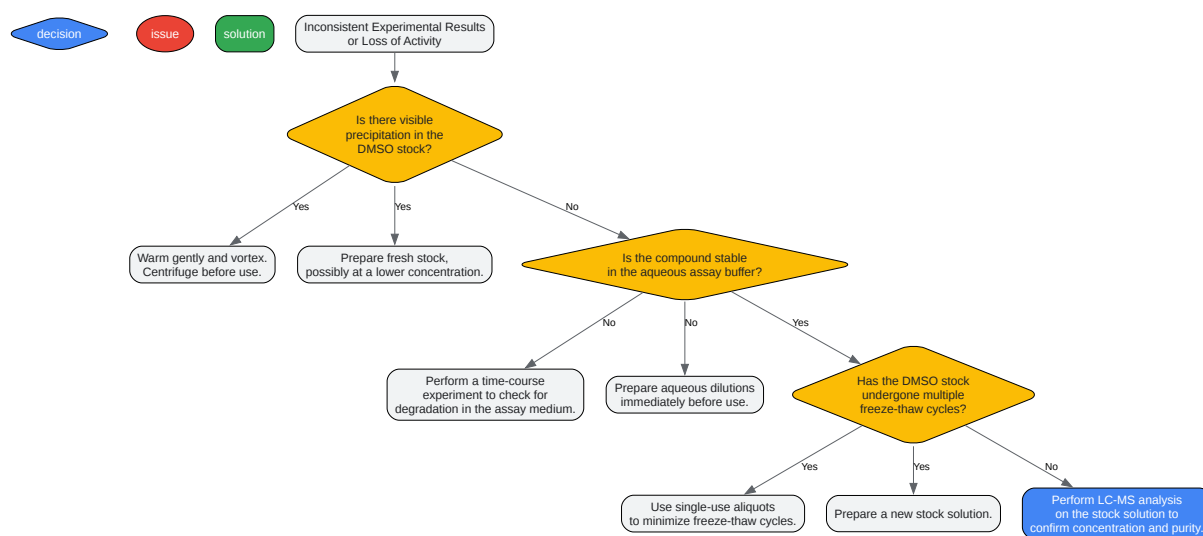 decision
issue
solution
Inconsistent Experimental Results
or Loss of Activity
Is there visible
precipitation in the
DMSO stock?
Yes
Yes
No
Warm gently and vortex.
Centrifuge before use.
Prepare fresh stock,
possibly at a lower concentration.
Is the compound stable
in the aqueous assay buffer?
No
No
Yes
Perform a time-course
experiment to check for
degradation in the assay medium.
Prepare aqueous dilutions
immediately before use.
Has the DMSO stock
undergone multiple
freeze-thaw cycles?
Yes
Yes
No
Use single-use aliquots
to minimize freeze-thaw cycles.
Prepare a new stock solution.
Perform LC-MS analysis
on the stock solution to
confirm concentration and purity.